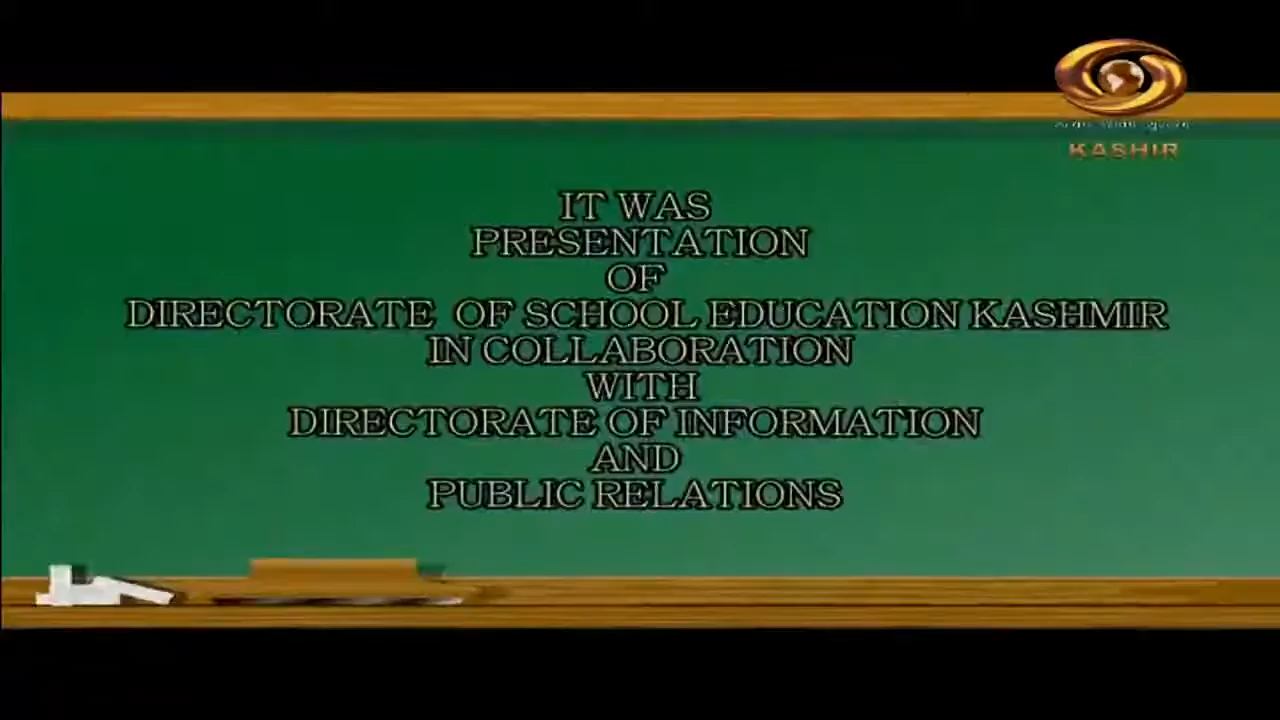 KASHIR
IT WAS
PRESENTATION
OF
DIRECTORATE OF SCHOOL EDUCATION KASHMIR
IN COLLABORATION
WITH
DIRECTORATE OF INFORMATION
AND
PUBLIC RELATIONS